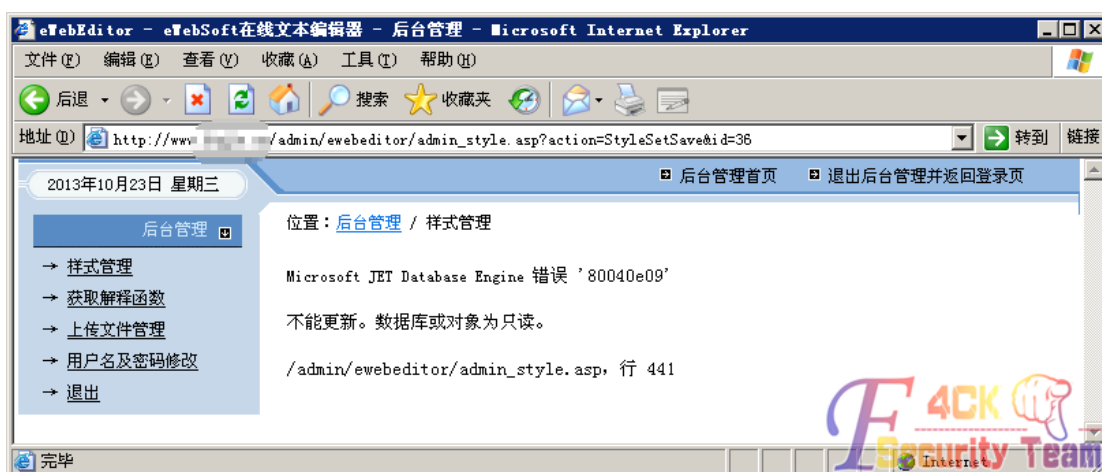 eWebEditor - eWebSoft在线文本编辑器 - 后台管理 - Microsoft Internet Explorer
文件(F) 编辑(E) 查看(V) 收藏(A) 工具(T) 帮助(H)
后退 搜索 收藏夹
地址(D) http://www /admin/ewebeditor/admin_style.asp?action=StyleSetSave&id=36 转到 链接
2013年10月23日 星期三 后台管理首页 退出后台管理并返回登录页
后台管理
位置：后台管理 / 样式管理
→ 样式管理
Microsoft JET Database Engine 错误 '80040e09'
→ 获取解释函数
→ 上传文件管理
不能更新。数据库或对象为只读。
→ 用户名及密码修改
/admin/ewebeditor/admin_style.asp，行 441
→ 退出
F4CK
Security Team
完毕 Internet